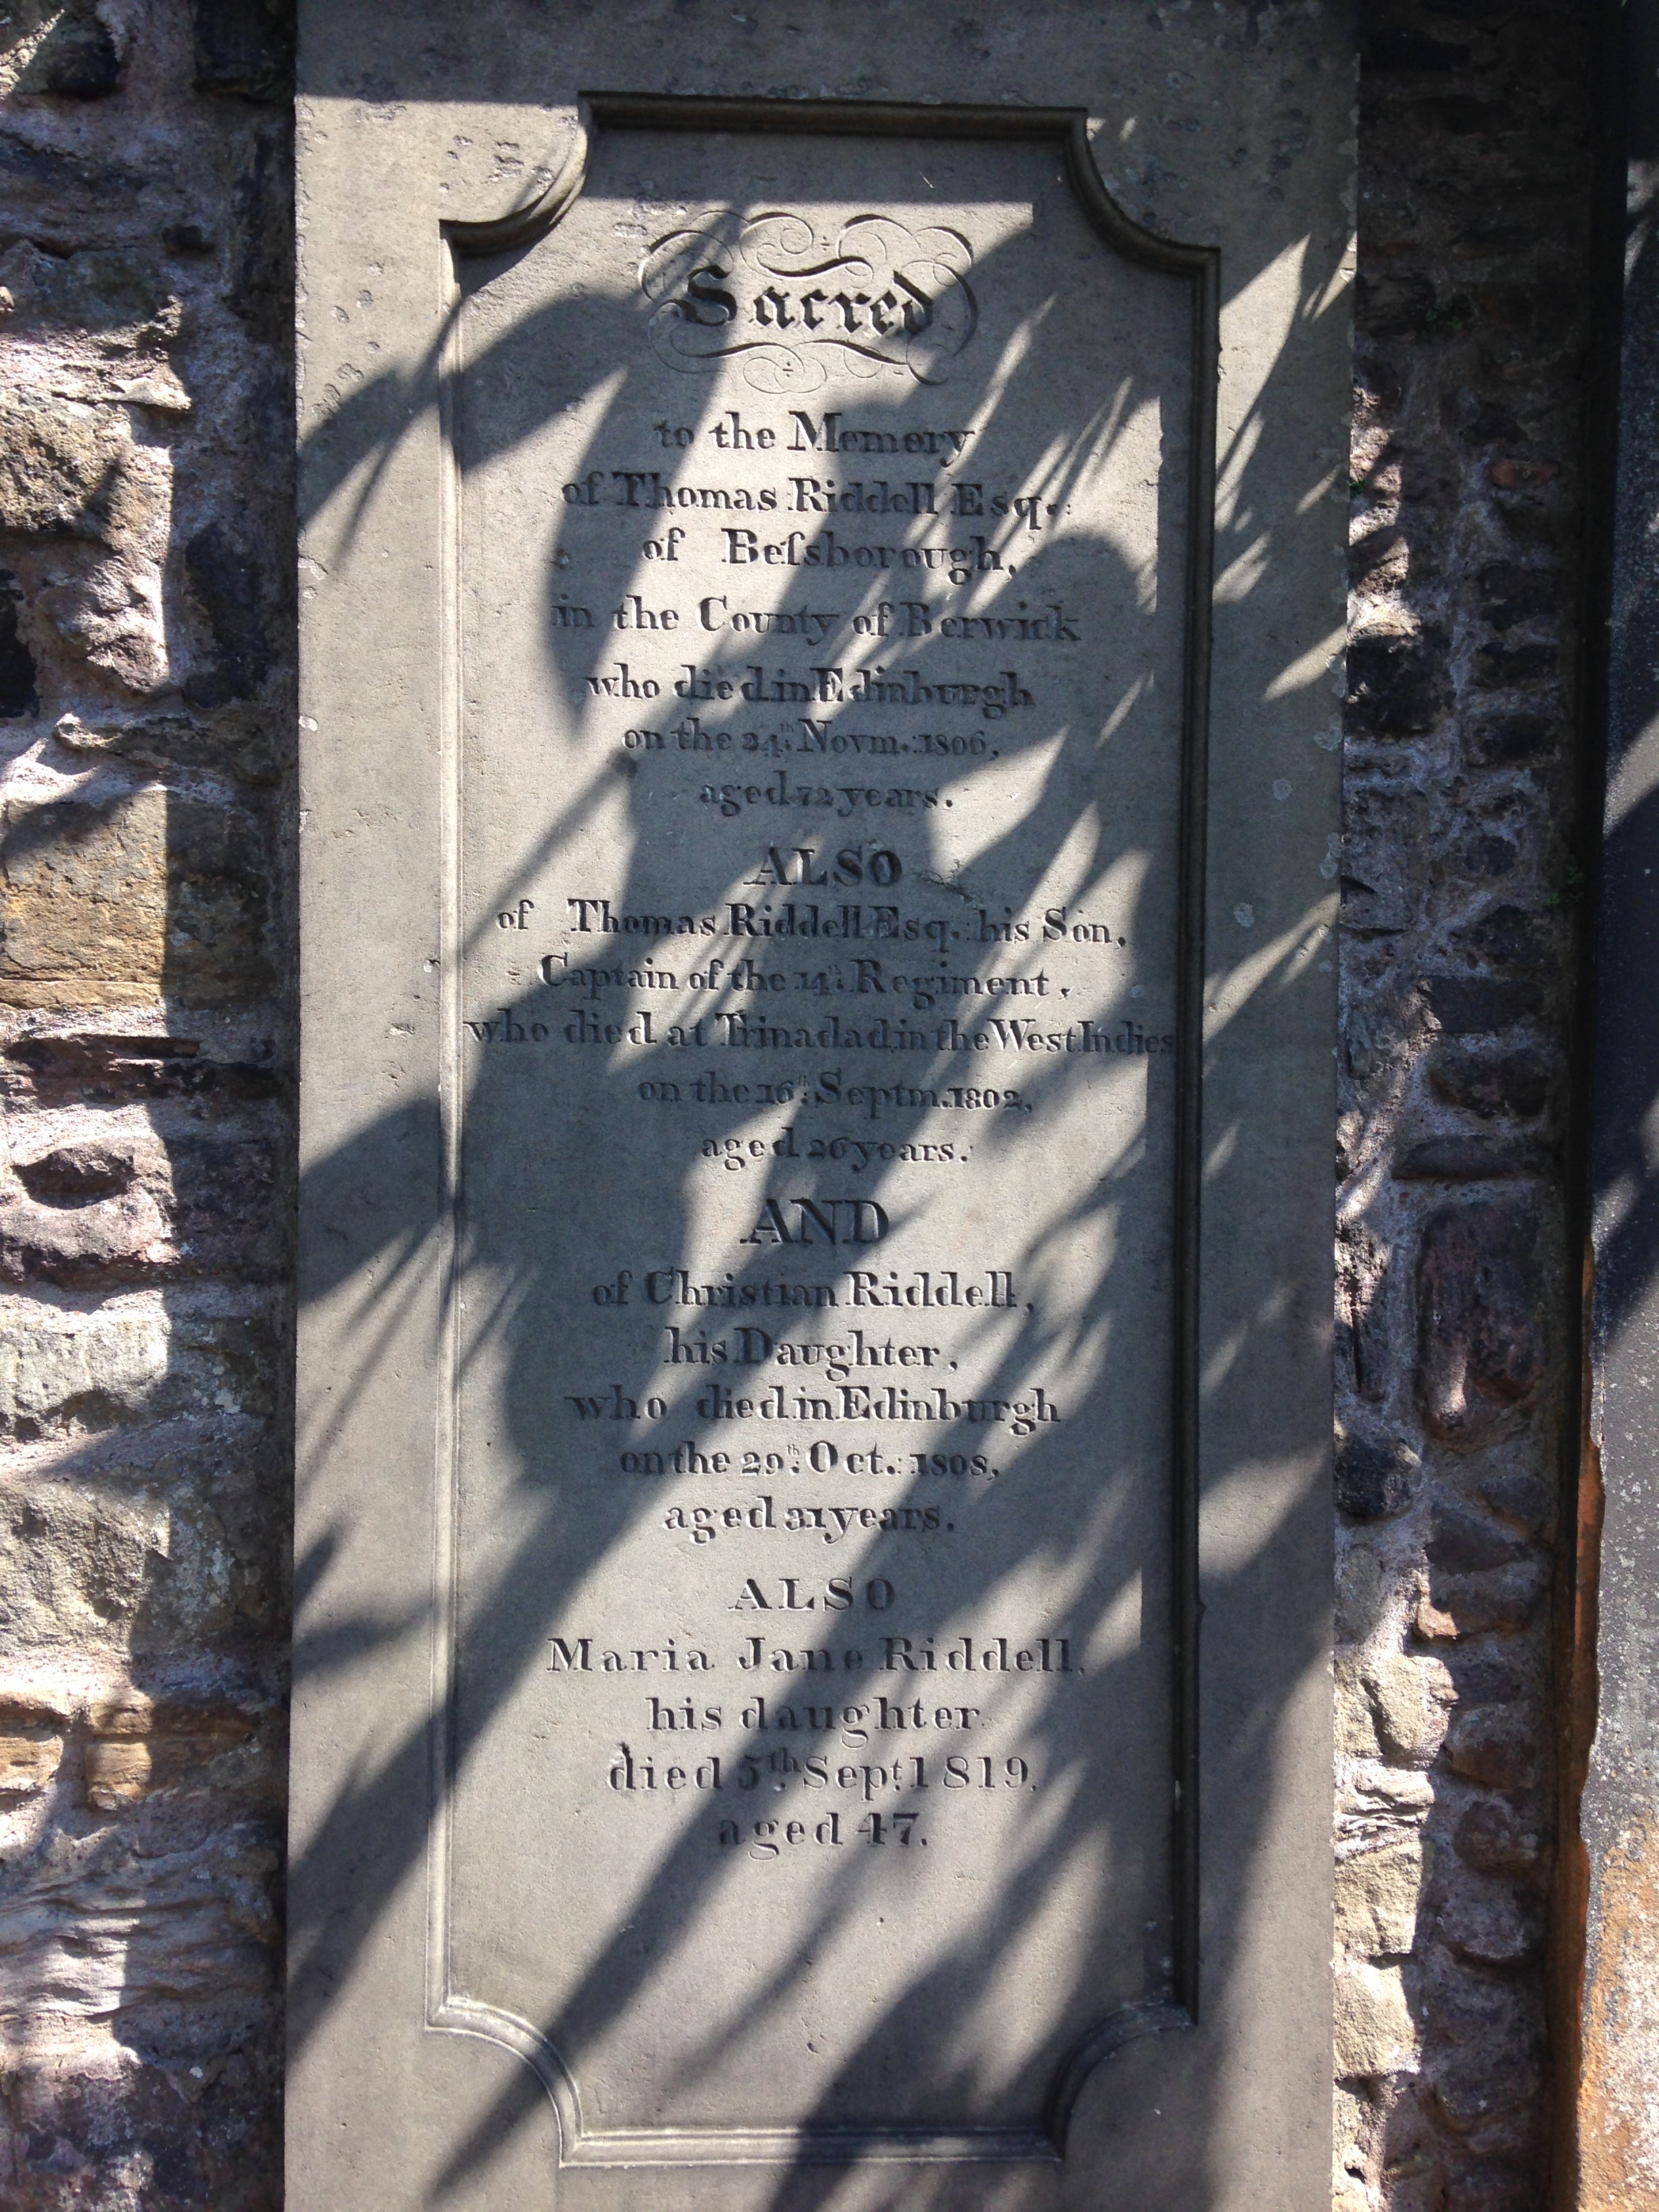 Sacred
to the Memory
of Thomas Riddell Esq.:
of Beſsborough,
in the County of Berwick
who died in Edinburgh
on the 24th Novm.: 1806,
aged 72 years.
ALSO
of Thomas Riddell Esq. his Son,
Captain of the 14th Regiment,
who died at Trinadad in the West Indies
on the 16th Septm. 1802,
aged 26 years.
AND
of Christian Riddell,
his Daughter,
who died in Edinburgh
on the 29th Oct.: 1808,
aged 31 years.
ALSO
Maria Jane Riddell,
his daughter
died 5th Sept. 1819,
aged 47.